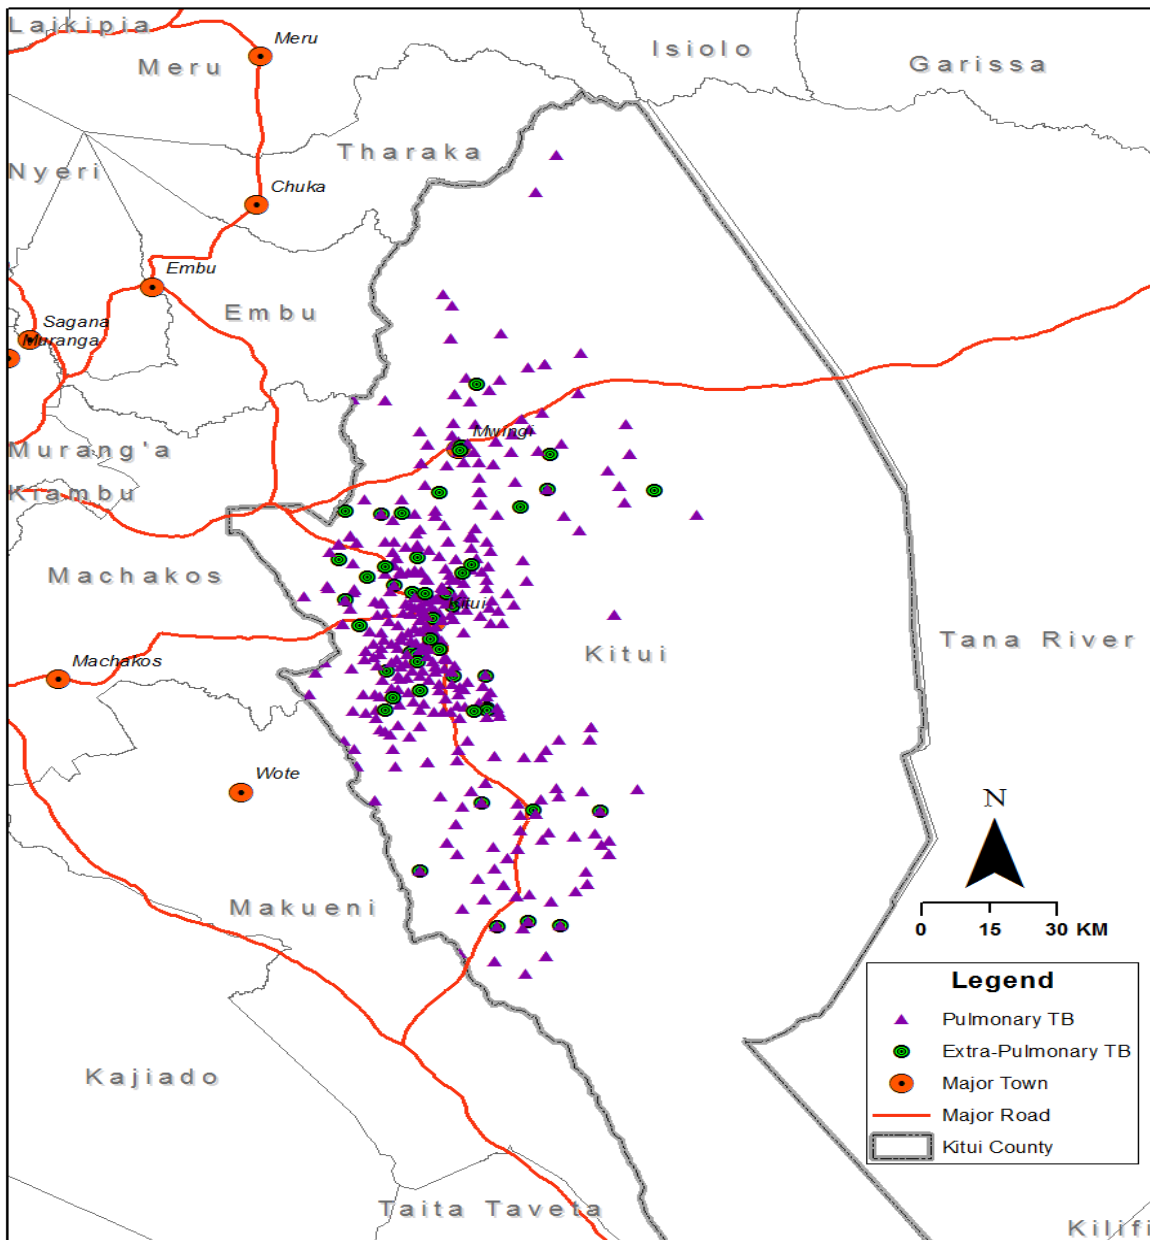 Laikipia
Meru
Isiolo
Meru
Garissa
Tharaka
Nyeri
Chuka
Embu
Embu
Sagana
Muranga
Mwingi
Murang'a
Kiambu
Machakos
Kitui
Kitui
Tana River
Machakos
Wote
N
Makueni
0 15 30 KM
Legend
Pulmonary TB
Extra-Pulmonary TB
Major Town
Major Road
Kitui County
Kajiado
Taita Taveta
Kilifi